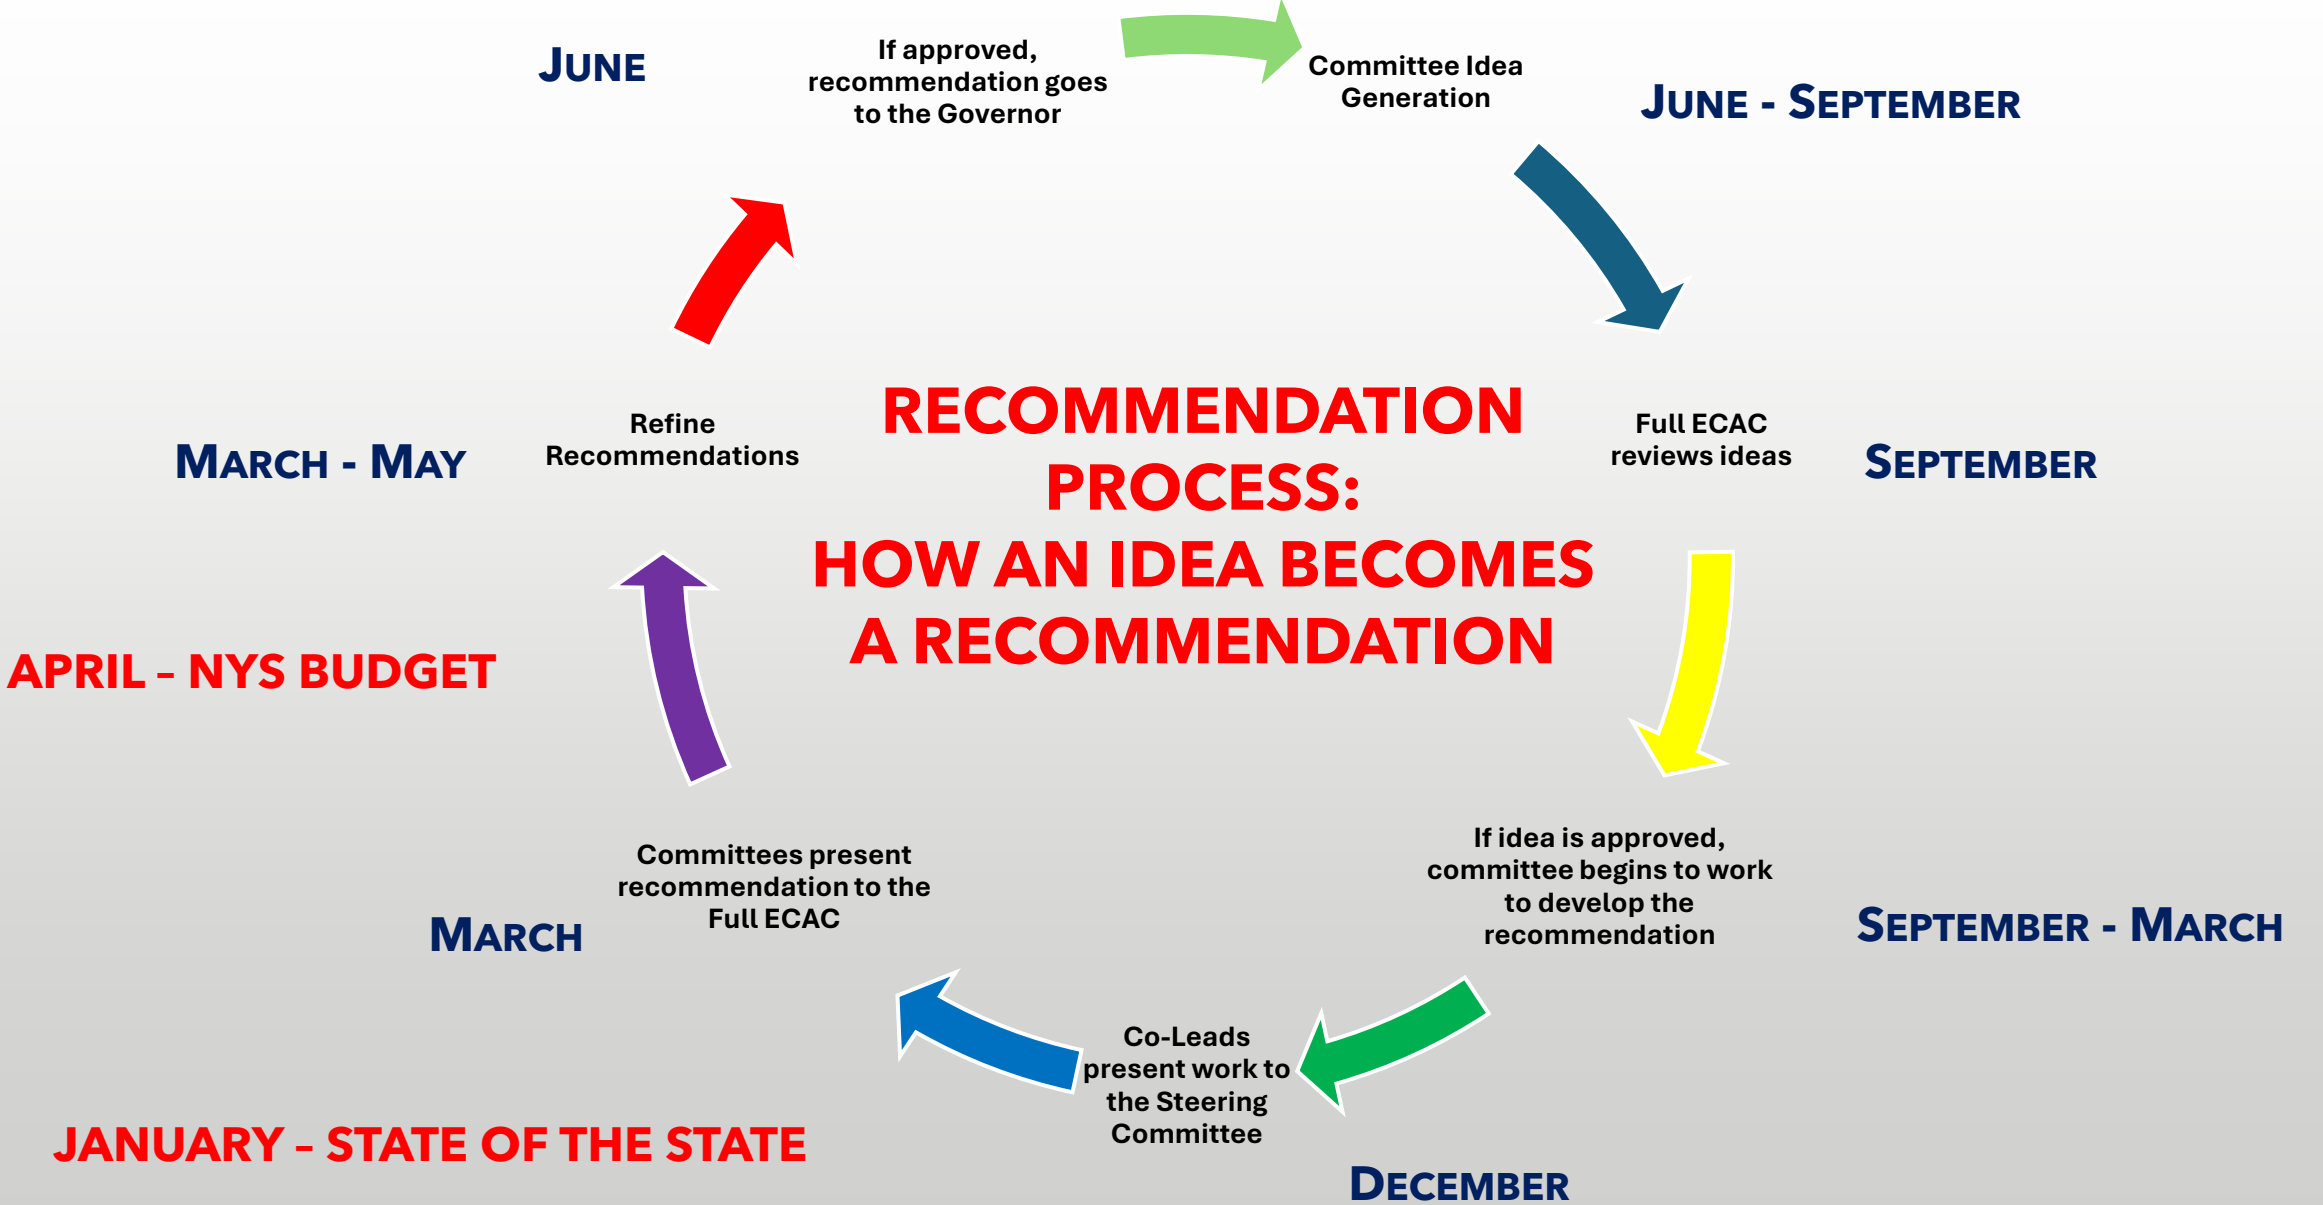 JUNE
If approved,
recommendation goes
to the Governor
Committee Idea
Generation
JUNE - SEPTEMBER
RECOMMENDATION
PROCESS:
HOW AN IDEA BECOMES
A RECOMMENDATION
Full ECAC
reviews ideas
SEPTEMBER
If idea is approved,
committee begins to work
to develop the
recommendation
SEPTEMBER - MARCH
Co-Leads
present work to
the Steering
Committee
DECEMBER
JANUARY – STATE OF THE STATE
Committees present
recommendation to the
Full ECAC
MARCH
APRIL – NYS BUDGET
Refine
Recommendations
MARCH - MAY